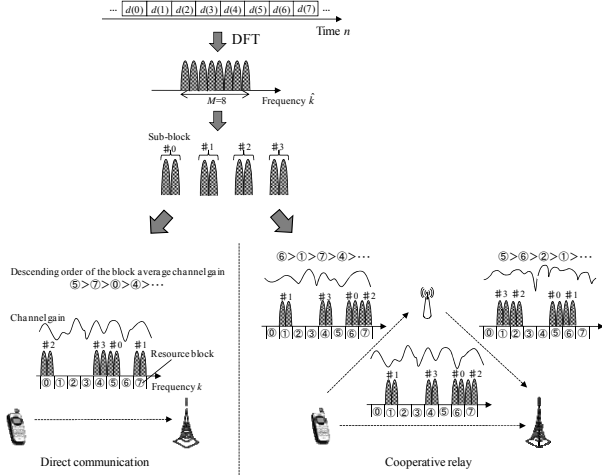 ... d(0) d(1) d(2) d(3) d(4) d(5) d(6) d(7) ...
Time n
DFT
M=8
Frequency k̂
Sub-block
#0 #1 #2 #3
Descending order of the block average channel gain
⑤>⑦>⓪>④>···
Channel gain
#2 #3 #0 #1
Resource block
⓪ ① ② ③ ④ ⑤ ⑥ ⑦
Frequency k
Direct communication
⑥>①>⑦>④>···
#1 #3 #0 #2
⓪ ① ② ③ ④ ⑤ ⑥ ⑦
⑤>⑥>②>①>···
#3 #2 #0 #1
⓪ ① ② ③ ④ ⑤ ⑥ ⑦
#1 #3 #0 #2
⓪ ① ② ③ ④ ⑤ ⑥ ⑦
Cooperative relay